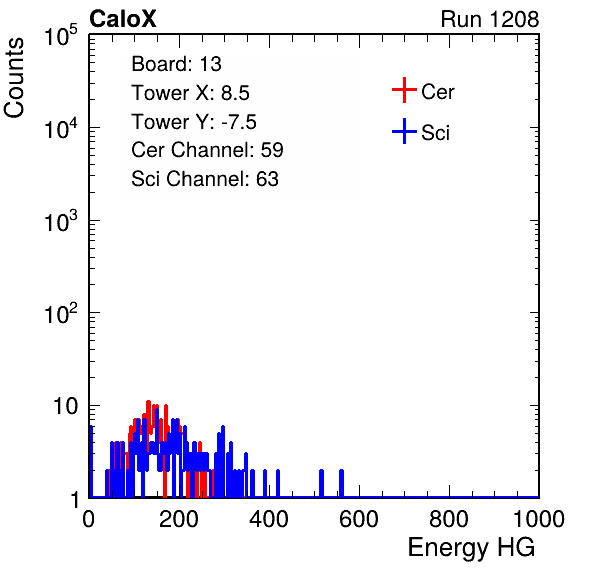 CaloX Run 1208
Counts
10^5
10^4
10^3
10^2
10
1
Board: 13
Tower X: 8.5
Tower Y: -7.5
Cer Channel: 59
Sci Channel: 63
Cer
Sci
0 200 400 600 800 1000
Energy HG